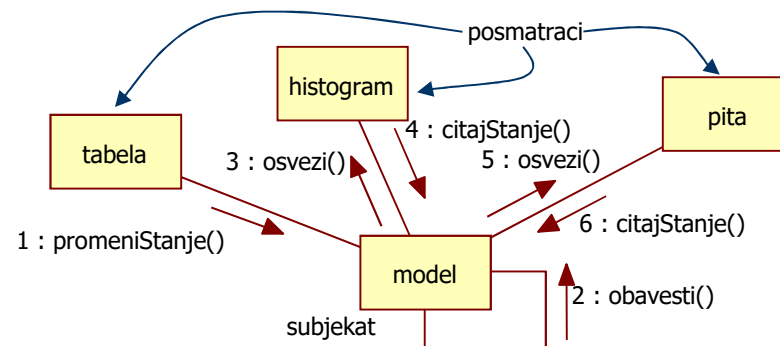 posmatraci
histogram
pita
tabela
4 : citajStanje()
3 : osvezi()
5 : osvezi()
1 : promeniStanje()
6 : citajStanje()
model
2 : obavesti()
subjekat